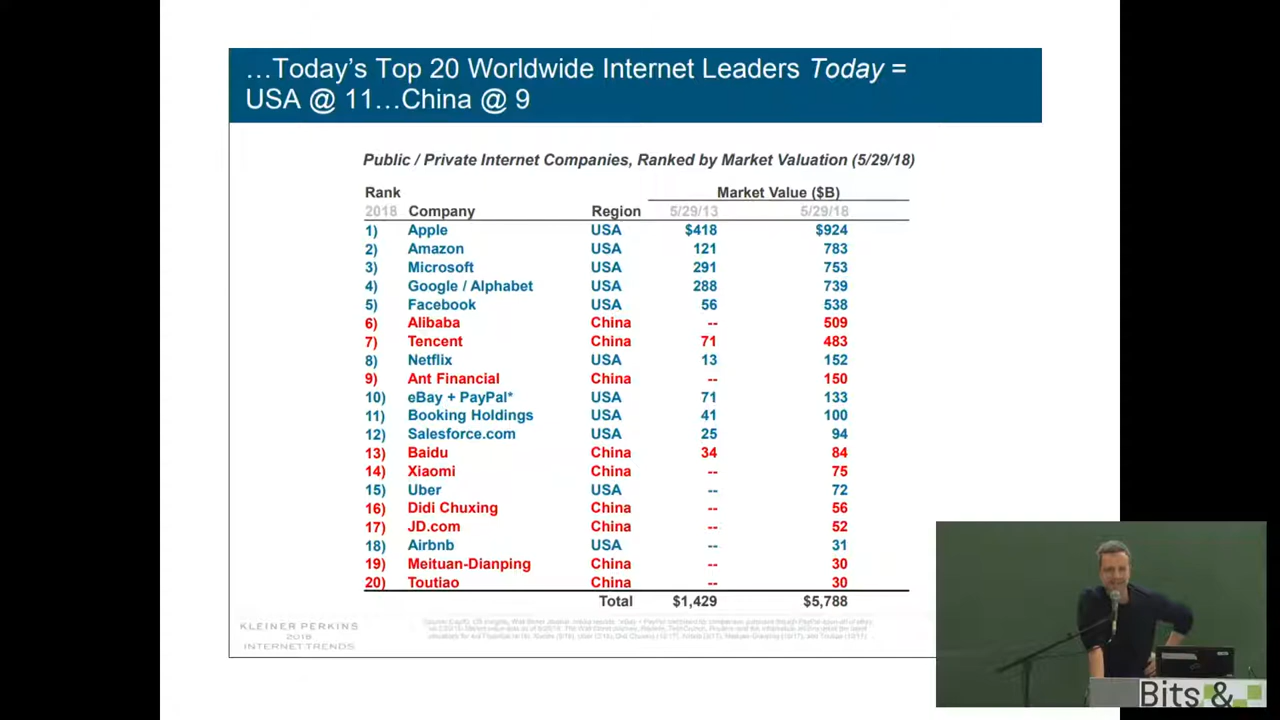 …Today's Top 20 Worldwide Internet Leaders Today =
USA @ 11…China @ 9
Public / Private Internet Companies, Ranked by Market Valuation (5/29/18)
Rank Market Value ($B)
2018 Company Region 5/29/13 5/29/18
1) Apple USA $418 $924
2) Amazon USA 121 783
3) Microsoft USA 291 753
4) Google / Alphabet USA 288 739
5) Facebook USA 56 538
6) Alibaba China -- 509
7) Tencent China 71 483
8) Netflix USA 13 152
9) Ant Financial China -- 150
10) eBay + PayPal* USA 71 133
11) Booking Holdings USA 41 100
12) Salesforce.com USA 25 94
13) Baidu China 34 84
14) Xiaomi China -- 75
15) Uber USA -- 72
16) Didi Chuxing China -- 56
17) JD.com China -- 52
18) Airbnb USA -- 31
19) Meituan-Dianping China -- 30
20) Toutiao China -- 30
Total $1,429 $5,788
KLEINER PERKINS
2018
INTERNET TRENDS
Bits &